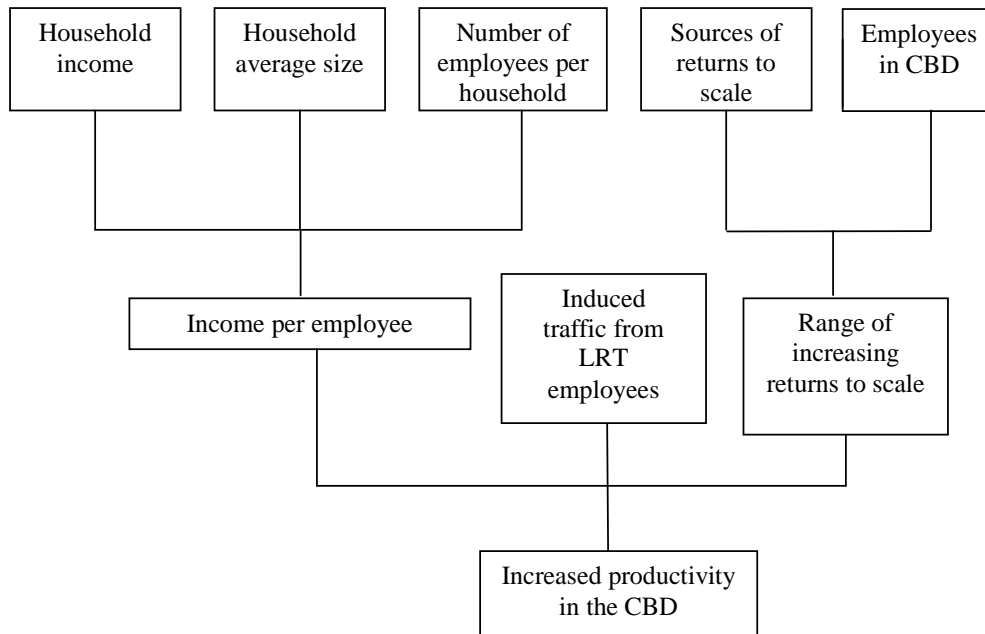 Household
income
Household
average size
Number of
employees per
household
Sources of
returns to
scale
Employees
in CBD
Income per employee
Induced
traffic from
LRT
employees
Range of
increasing
returns to scale
Increased productivity
in the CBD